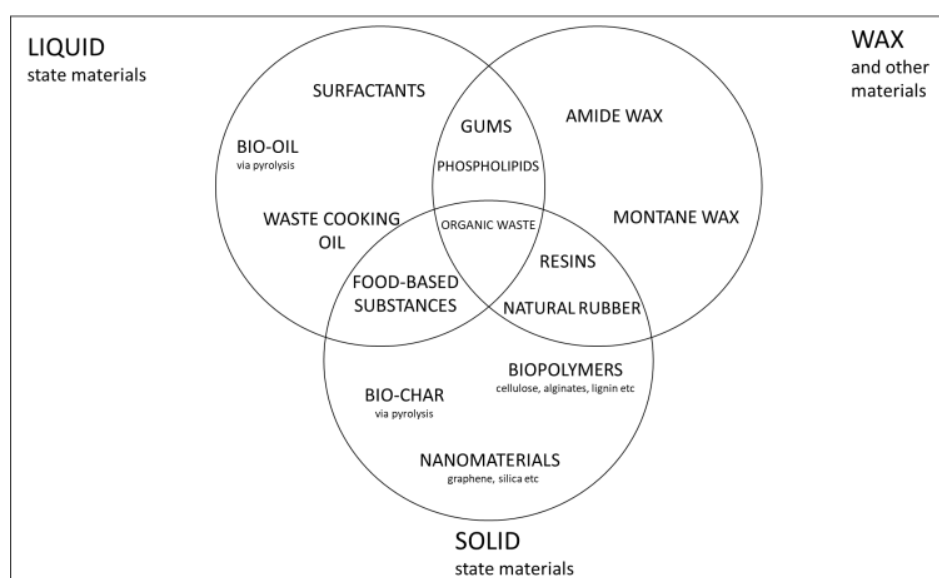 LIQUID
state materials
WAX
and other
materials
SURFACTANTS
BIO-OIL
via pyrolysis
WASTE COOKING
OIL
GUMS
PHOSPHOLIPIDS
AMIDE WAX
MONTANE WAX
ORGANIC WASTE
FOOD-BASED
SUBSTANCES
RESINS
NATURAL RUBBER
BIO-CHAR
via pyrolysis
BIOPOLYMERS
cellulose, alginates, lignin etc
NANOMATERIALS
graphene, silica etc
SOLID
state materials